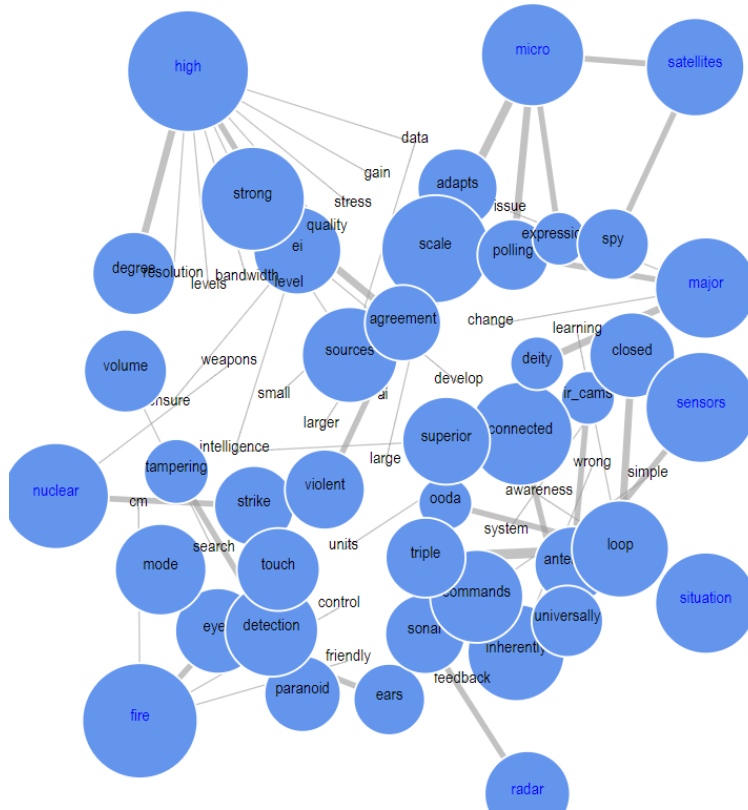 micro
satellites
high
data
gain
adapts
strong
stress
issue
quality
ei
scale
expressio
spy
polling
degree
resolution
levels
bandwidth
level
major
agreement
change
learning
sources
closed
weapons
volume
deity
develop
small
ai
ir_cams
nsure
sensors
larger
connected
intelligence
superior
large
wrong
tampering
simple
nuclear
violent
awareness
cm
strike
ooda
system
search
units
triple
loop
mode
touch
ante
commands
situation
control
universally
eye
detection
sonar
inherently
friendly
feedback
paranoid
ears
fire
radar